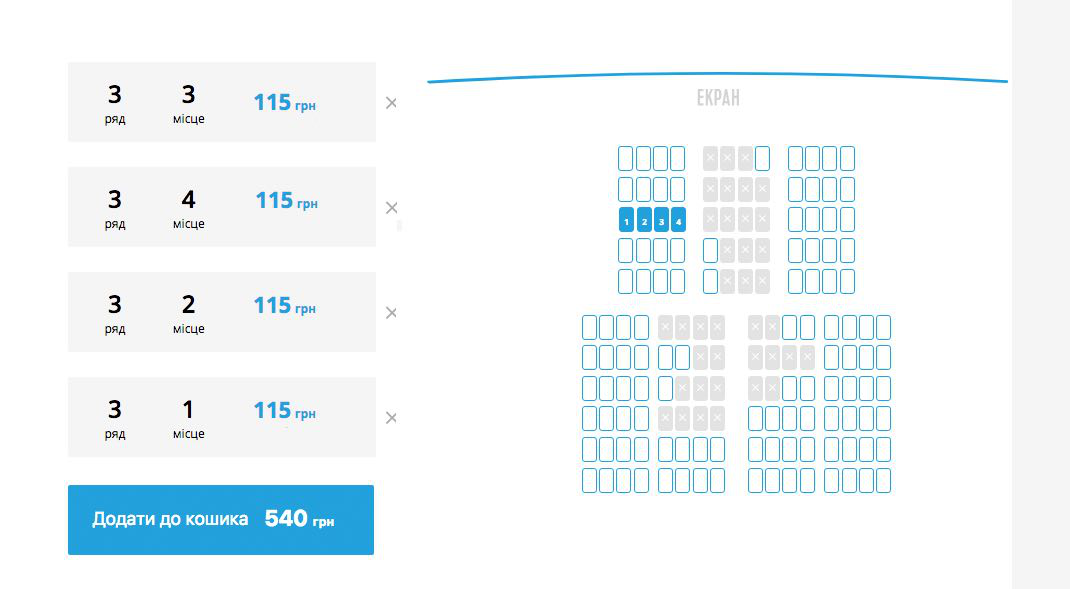 3 3 115 грн
ряд місце
3 4 115 грн
ряд місце
3 2 115 грн
ряд місце
3 1 115 грн
ряд місце
Додати до кошика 540 грн
ЕКРАН
1 2 3 4